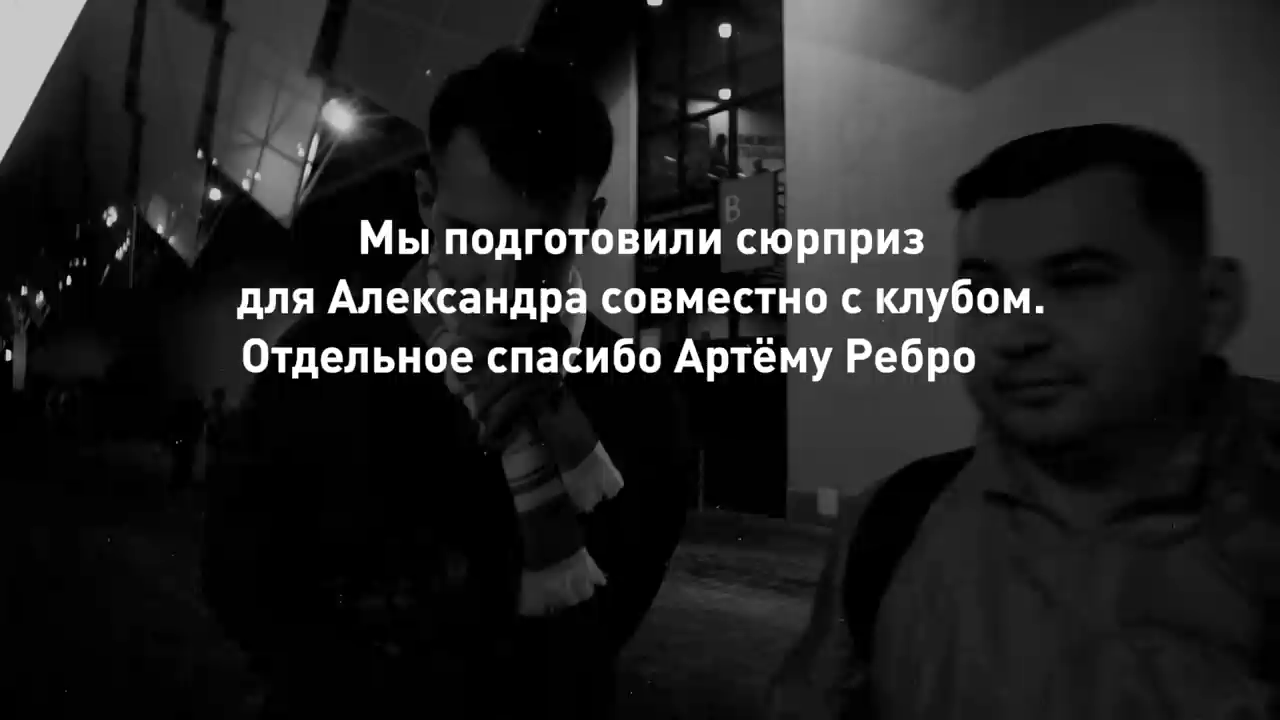 B
Мы подготовили сюрприз
для Александра совместно с клубом.
Отдельное спасибо Артёму Ребро